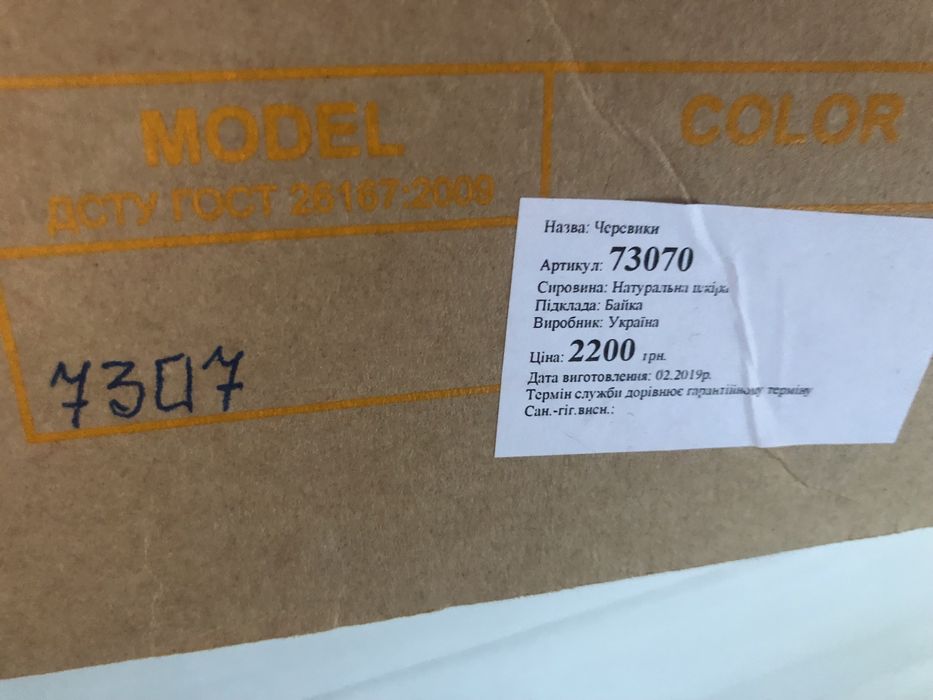 MODEL
COLOR
ДСТУ ГОСТ 26167:2009
7307
Назва: Черевики
Артикул: 73070
Сировина: Натуральна шкіра
Підклада: Байка
Виробник: Україна
Ціна: 2200 грн.
Дата виготовлення: 02.2019р.
Термін служби дорівнює гарантійному терміну
Сан.-гіг.висн.: